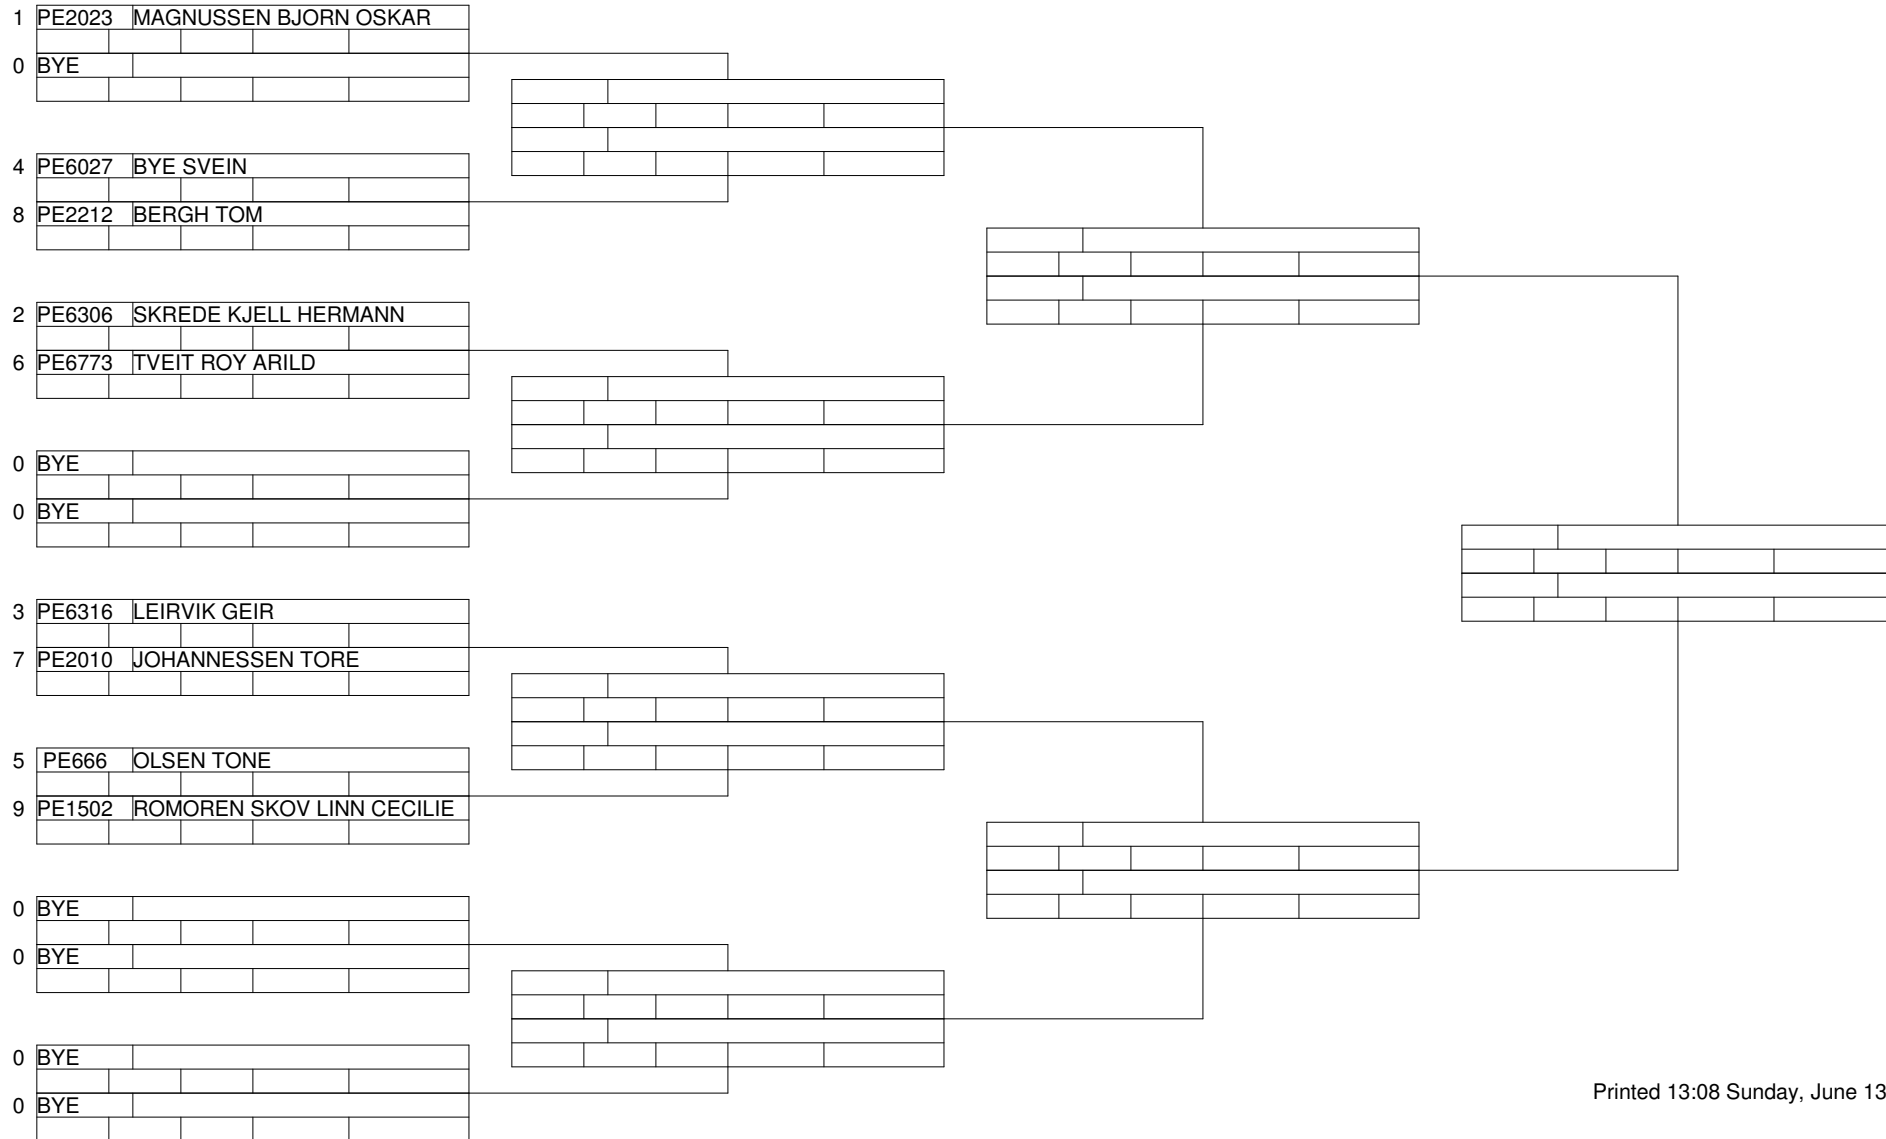 1 PE2023 MAGNUSSEN BJORN OSKAR
0 BYE
4 PE6027 BYE SVEIN
8 PE2212 BERGH TOM
2 PE6306 SKREDE KJELL HERMANN
6 PE6773 TVEIT ROY ARILD
0 BYE
0 BYE
3 PE6316 LEIRVIK GEIR
7 PE2010 JOHANNESSEN TORE
5 PE666 OLSEN TONE
9 PE1502 ROMOREN SKOV LINN CECILIE
0 BYE
0 BYE
0 BYE
0 BYE
Printed 13:08 Sunday, June 13